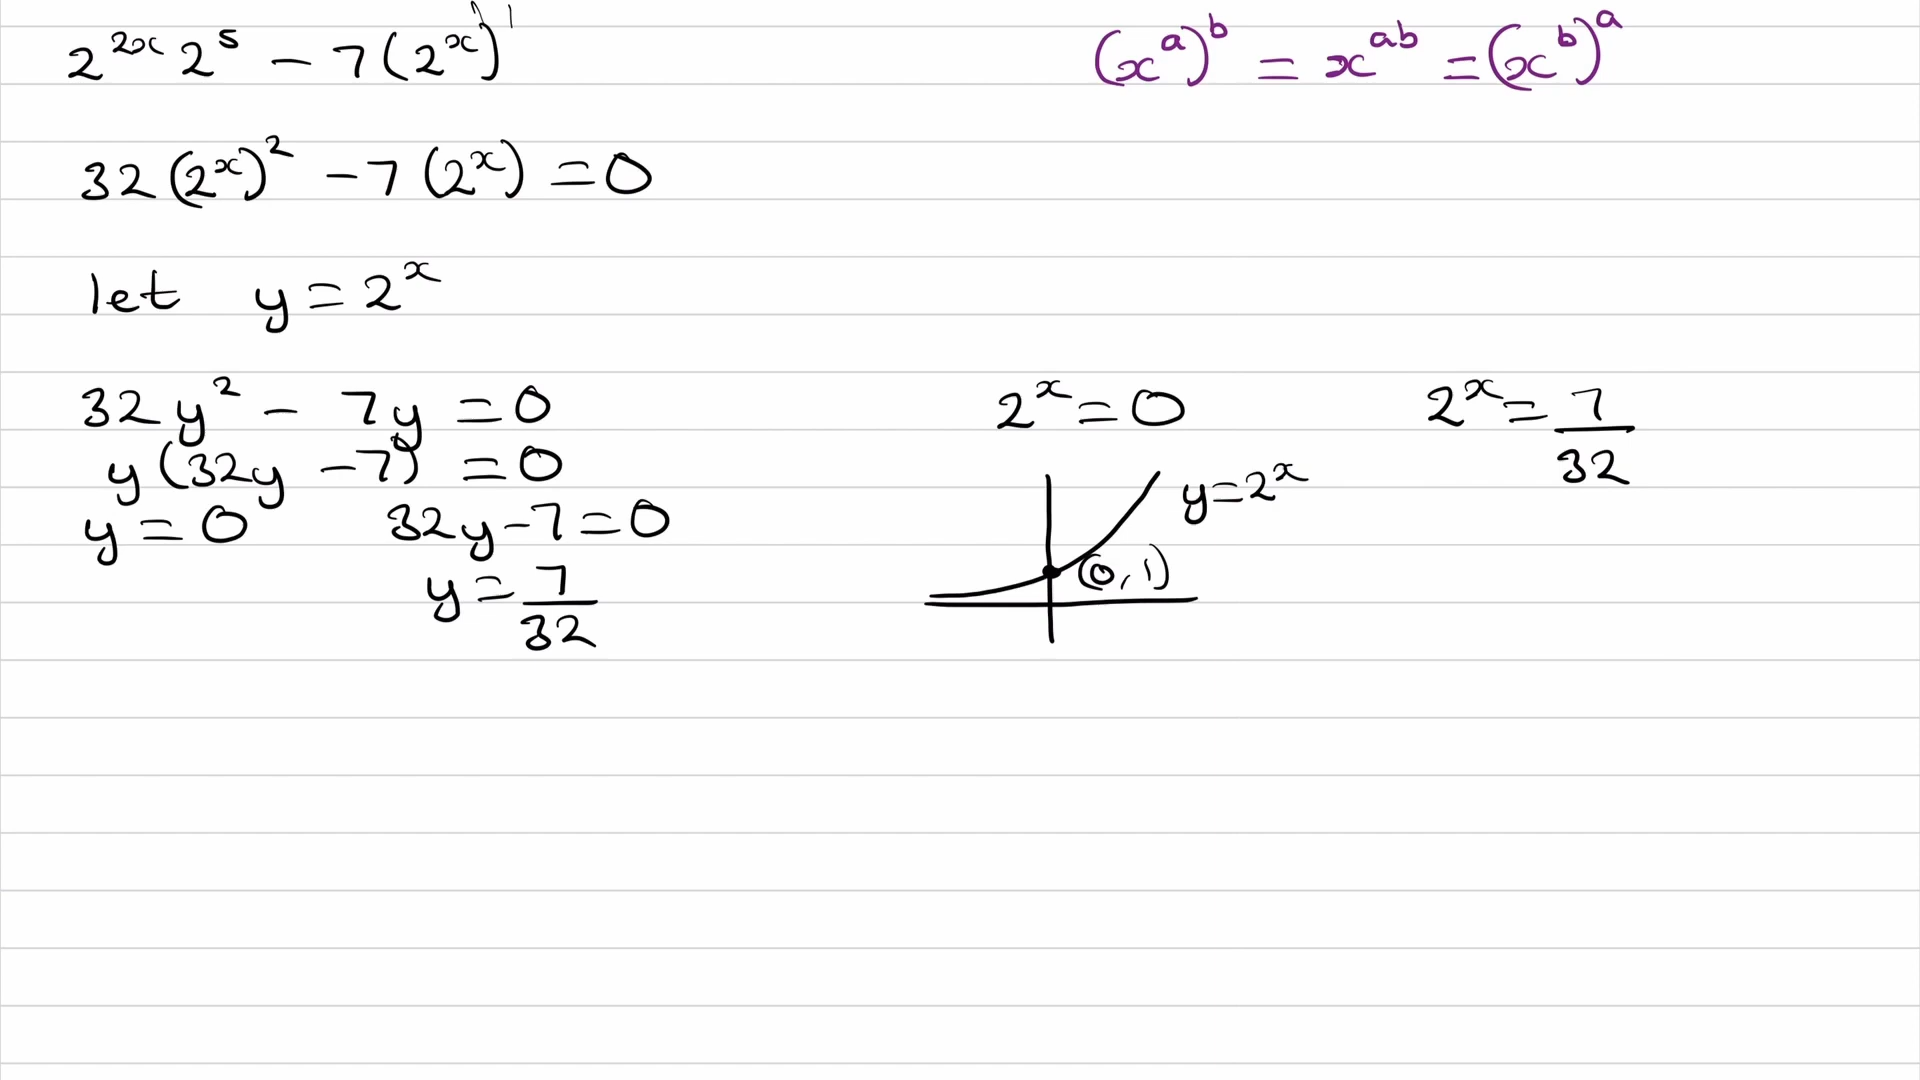 2^{2x} 2^5 - 7(2^x)
(x^a)^b = x^{ab} = (x^b)^a
32(2^x)^2 - 7(2^x) = 0
let y = 2^x
32y^2 - 7y = 0
y(32y - 7) = 0
y = 0 32y - 7 = 0
y = 7/32
2^x = 0
y = 2^x
(0, 1)
2^x = 7/32